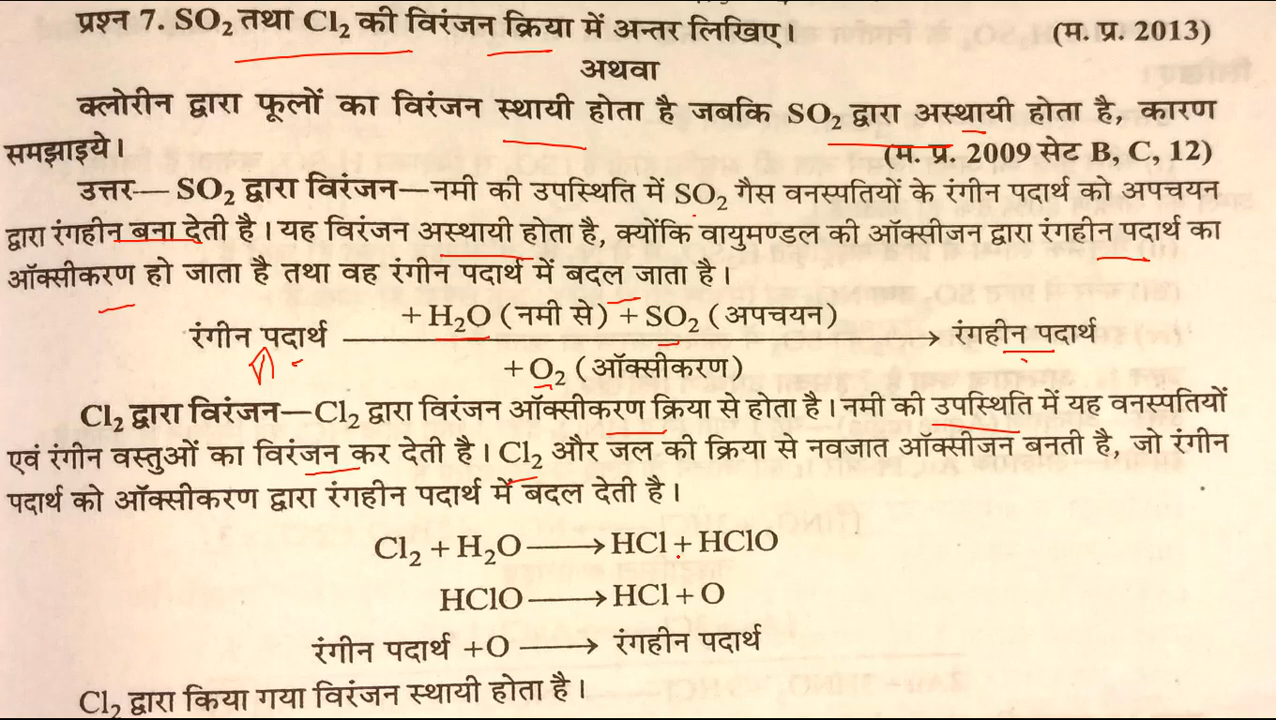 प्रश्न 7. SO₂ तथा Cl₂ की विरंजन क्रिया में अन्तर लिखिए। (म. प्र. 2013)
अथवा
क्लोरीन द्वारा फूलों का विरंजन स्थायी होता है जबकि SO₂ द्वारा अस्थायी होता है, कारण
समझाइये। (म. प्र. 2009 सेट B, C, 12)
उत्तर— SO₂ द्वारा विरंजन—नमी की उपस्थिति में SO₂ गैस वनस्पतियों के रंगीन पदार्थ को अपचयन
द्वारा रंगहीन बना देती है। यह विरंजन अस्थायी होता है, क्योंकि वायुमण्डल की ऑक्सीजन द्वारा रंगहीन पदार्थ का
ऑक्सीकरण हो जाता है तथा वह रंगीन पदार्थ में बदल जाता है।
+ H₂O (नमी से) + SO₂ (अपचयन)
रंगीन पदार्थ ⟶ रंगहीन पदार्थ
+ O₂ (ऑक्सीकरण)
Cl₂ द्वारा विरंजन—Cl₂ द्वारा विरंजन ऑक्सीकरण क्रिया से होता है। नमी की उपस्थिति में यह वनस्पतियों
एवं रंगीन वस्तुओं का विरंजन कर देती है। Cl₂ और जल की क्रिया से नवजात ऑक्सीजन बनती है, जो रंगीन
पदार्थ को ऑक्सीकरण द्वारा रंगहीन पदार्थ में बदल देती है।
Cl₂ + H₂O ⟶ HCl + HClO
HClO ⟶ HCl + O
रंगीन पदार्थ +O ⟶ रंगहीन पदार्थ
Cl₂ द्वारा किया गया विरंजन स्थायी होता है।